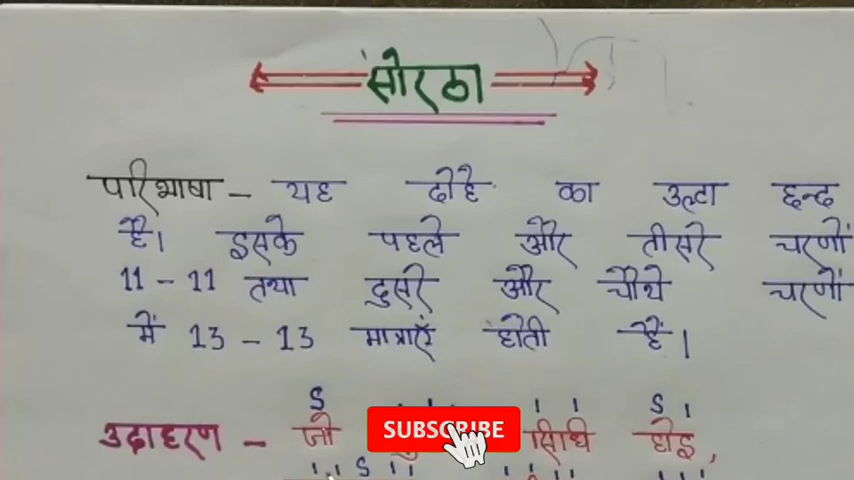 सोरठा
परिभाषा - यह दोहे का उल्टा छन्द
है। इसके पहले और तीसरे चरणों
11 - 11 तथा दुसरे और चौथे चरणों
में 13 - 13 मात्राएँ होती हैं।
S I I S I
उदाहरण - जो SUBSCRIBE सिधि होइ,
I I S I I I I I I I I I